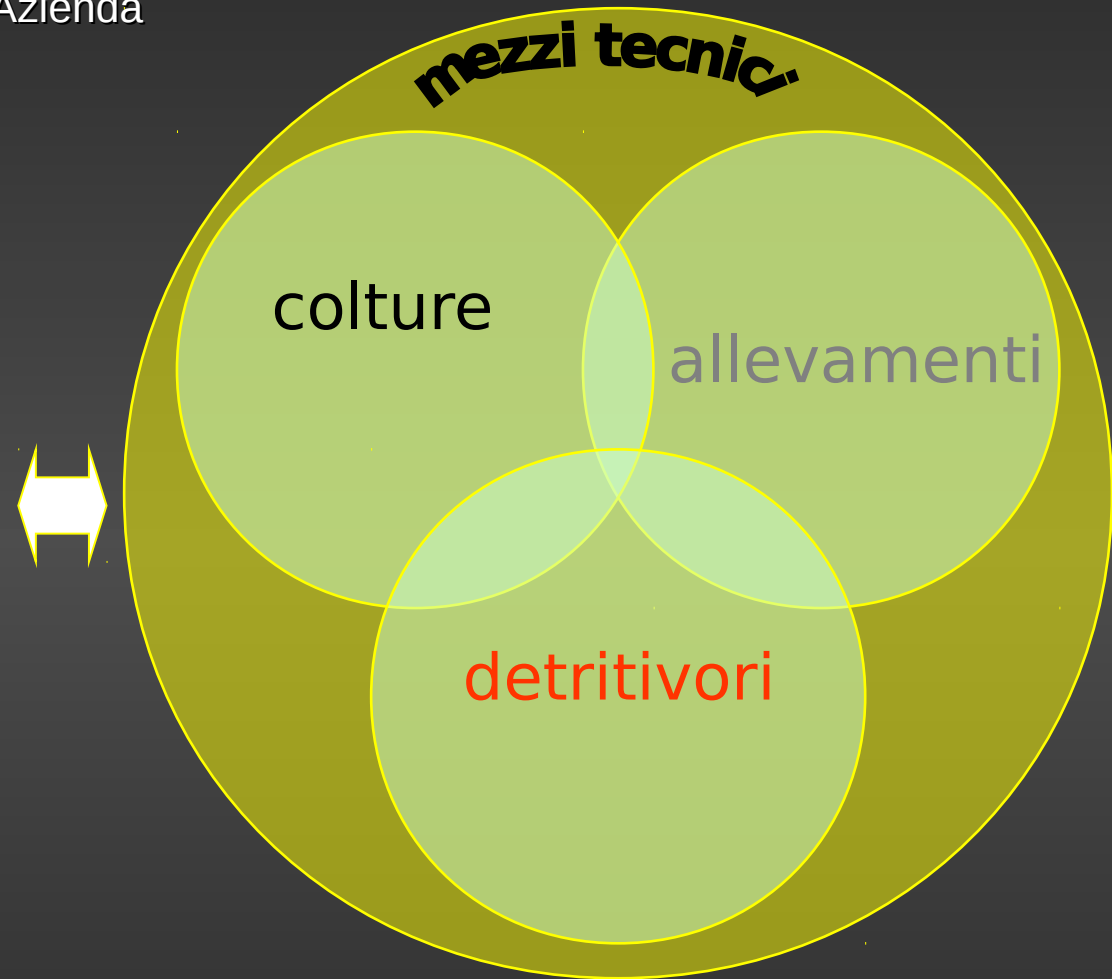 Azienda
mezzi tecnici
colture
allevamenti
detritivori